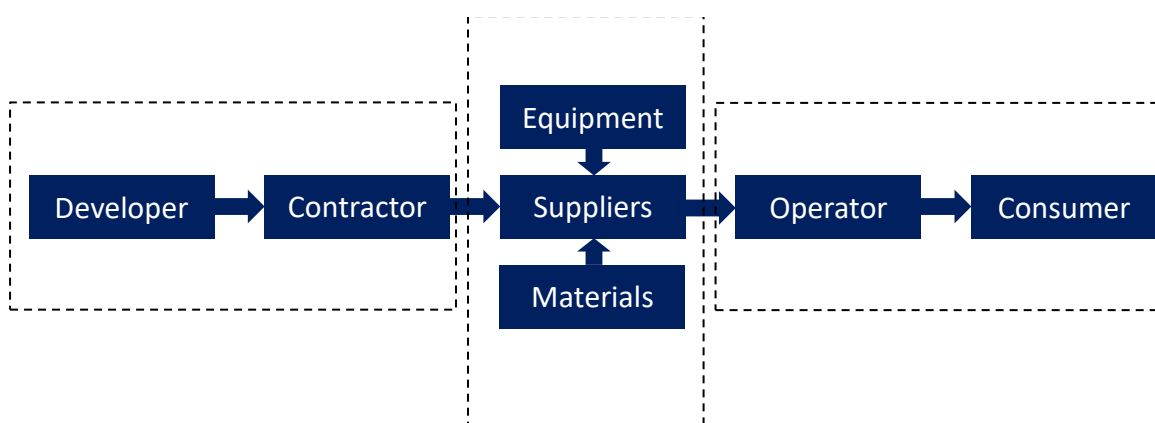 Equipment
Developer
Contractor
Suppliers
Operator
Consumer
Materials